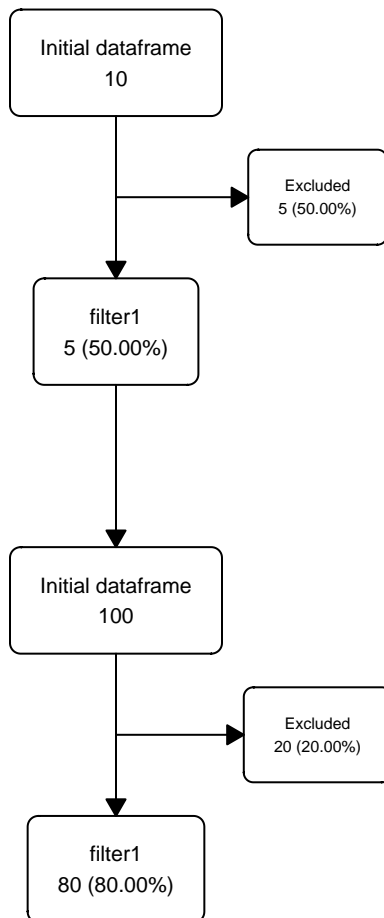 Initial dataframe
10
Excluded
5 (50.00%)
filter1
5 (50.00%)
Initial dataframe
100
Excluded
20 (20.00%)
filter1
80 (80.00%)